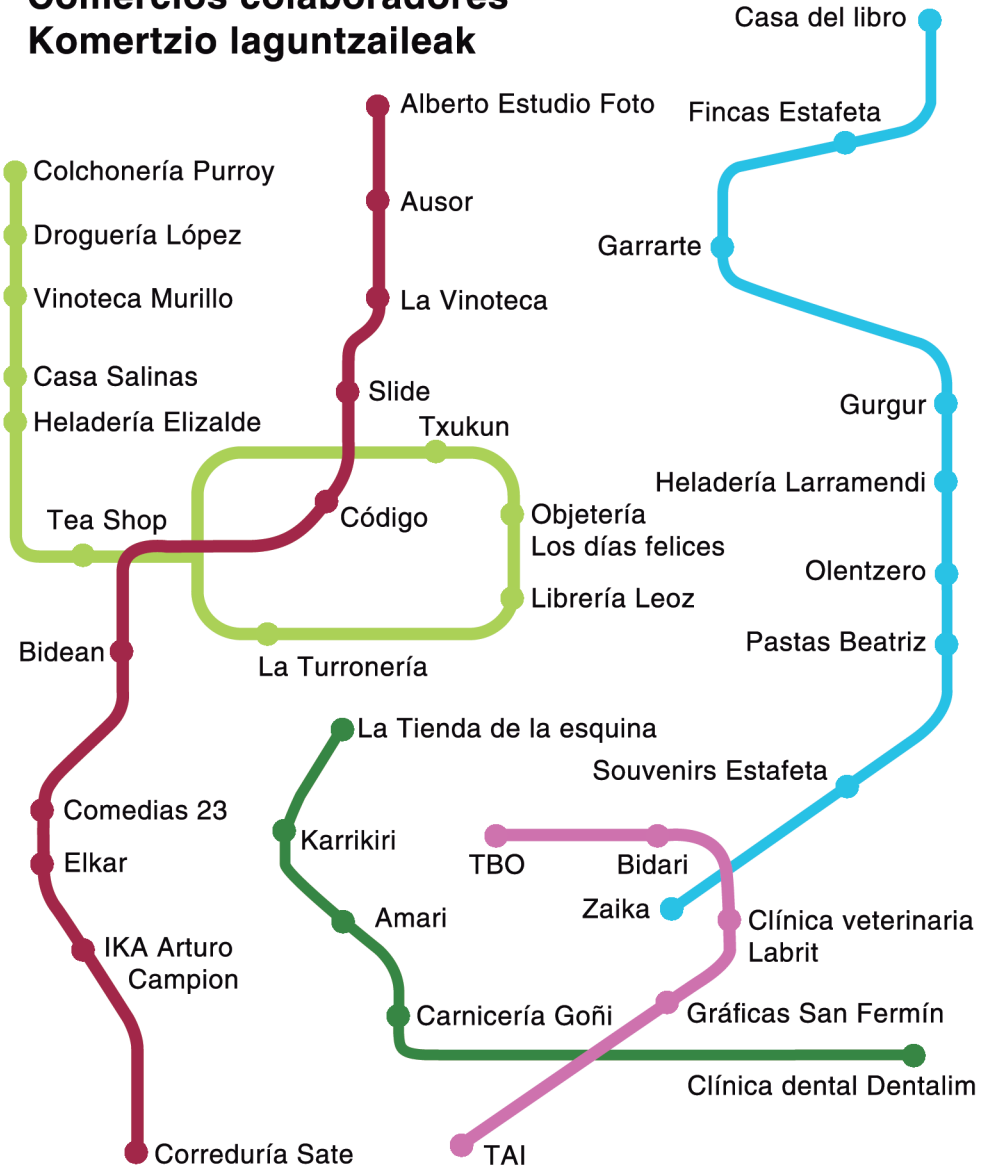 Comercios colaboradores
Komertzio laguntzaileak
Casa del libro
Fincas Estafeta
Garrarte
Gurgur
Heladería Larramendi
Olentzero
Pastas Beatriz
Souvenirs Estafeta
Zaika
Alberto Estudio Foto
Ausor
La Vinoteca
Slide
Código
Bidean
Comedias 23
Elkar
IKA Arturo
Campion
Correduría Sate
Colchonería Purroy
Droguería López
Vinoteca Murillo
Casa Salinas
Heladería Elizalde
Tea Shop
Txukun
Objetería
Los días felices
Librería Leoz
La Turronería
La Tienda de la esquina
Karrikiri
Amari
Carnicería Goñi
Clínica dental Dentalim
TBO
Bidari
Clínica veterinaria
Labrit
Gráficas San Fermín
TAI